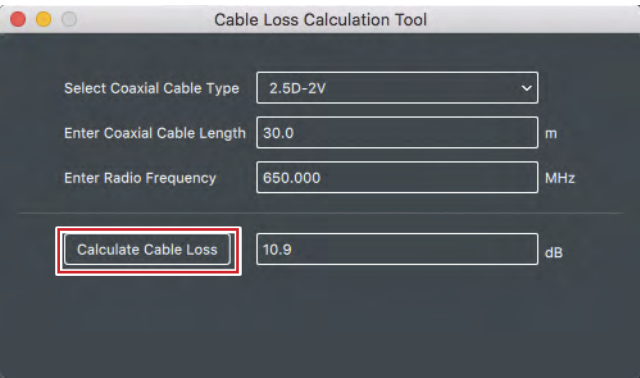 Cable Loss Calculation Tool
Select Coaxial Cable Type 2.5D-2V
Enter Coaxial Cable Length 30.0 m
Enter Radio Frequency 650.000 MHz
Calculate Cable Loss 10.9 dB